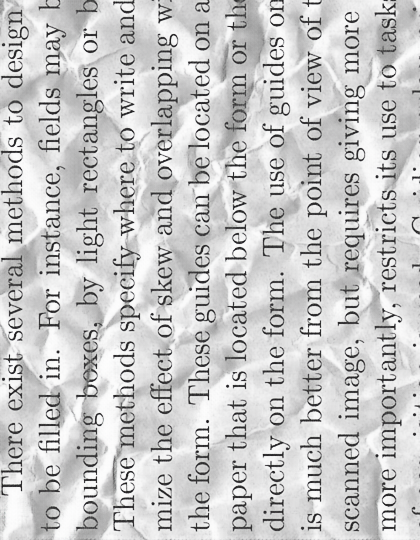 There exist several methods to design
to be filled in. For instance, fields may
bounding boxes, by light rectangles or
These methods specify where to write and
mize the effect of skew and overlapping
the form. These guides can be located on
paper that is located below the form or
directly on the form. The use of guides on
is much better from the point of view of
scanned image, but requires giving more
more importantly, restricts its use to